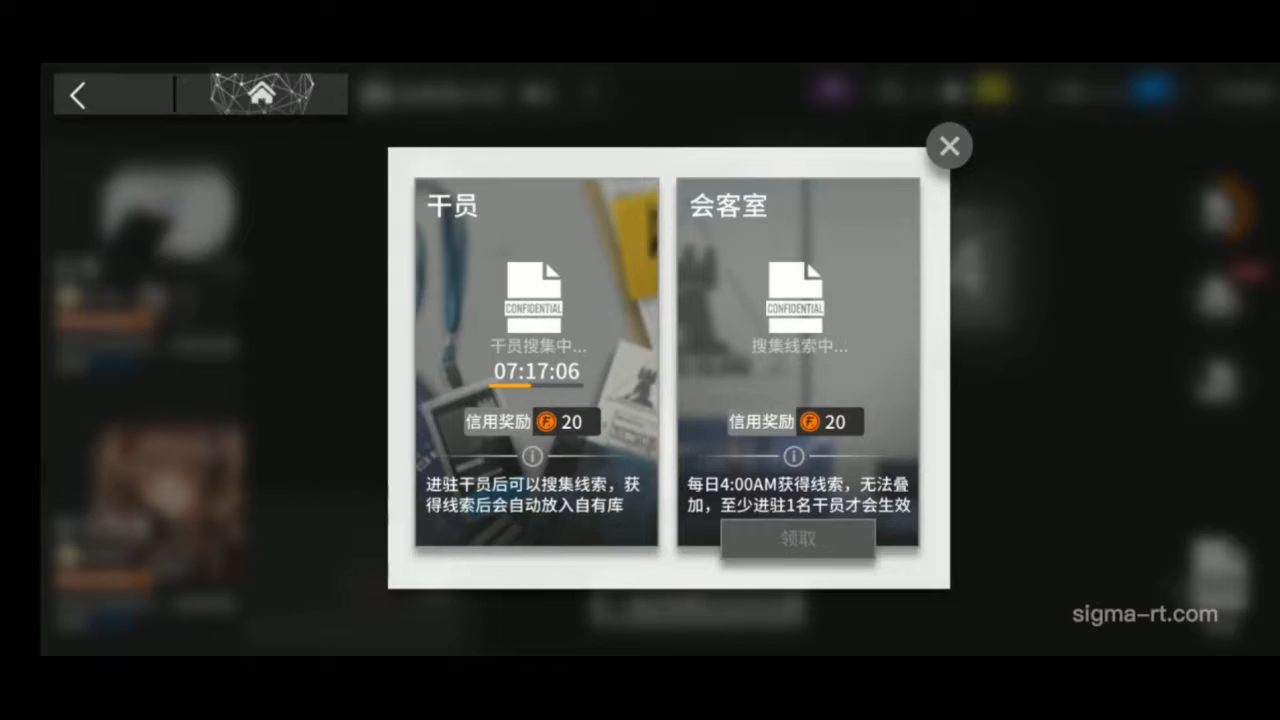 干员
CONFIDENTIAL
干员搜集中...
07:17:06
信用奖励 20
进驻干员后可以搜集线索，获
得线索后会自动放入自有库
会客室
CONFIDENTIAL
搜集线索中...
信用奖励 20
每日4:00AM获得线索，无法叠
加，至少进驻1名干员才会生效
领取
sigma-rt.com